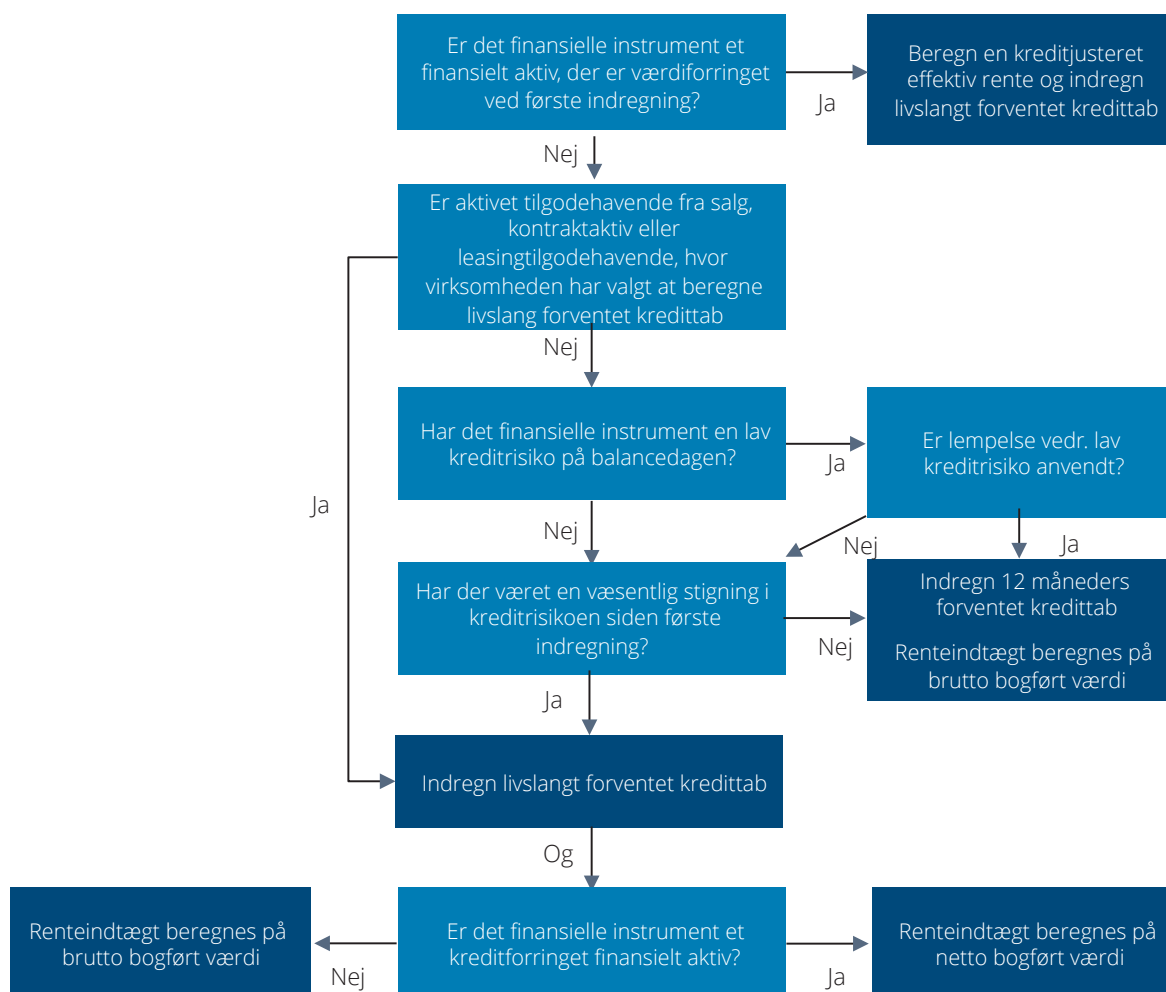 Er det finansielle instrument et
finansielt aktiv, der er værdiforringet
ved første indregning?
Ja
Beregn en kreditjusteret
effektiv rente og indregn
livslangt forventet kredittab
Nej
Er aktivet tilgodehavende fra salg,
kontraktaktiv eller
leasingtilgodehavende, hvor
virksomheden har valgt at beregne
livslang forventet kredittab
Nej
Ja
Har det finansielle instrument en lav
kreditrisiko på balancedagen?
Ja
Er lempelse vedr. lav
kreditrisiko anvendt?
Nej
Nej
Ja
Har der været en væsentlig stigning i
kreditrisikoen siden første
indregning?
Nej
Indregn 12 måneders
forventet kredittab
Renteindtægt beregnes på
brutto bogført værdi
Ja
Indregn livslangt forventet kredittab
Og
Renteindtægt beregnes på
brutto bogført værdi
Nej
Er det finansielle instrument et
kreditforringet finansielt aktiv?
Ja
Renteindtægt beregnes på
netto bogført værdi